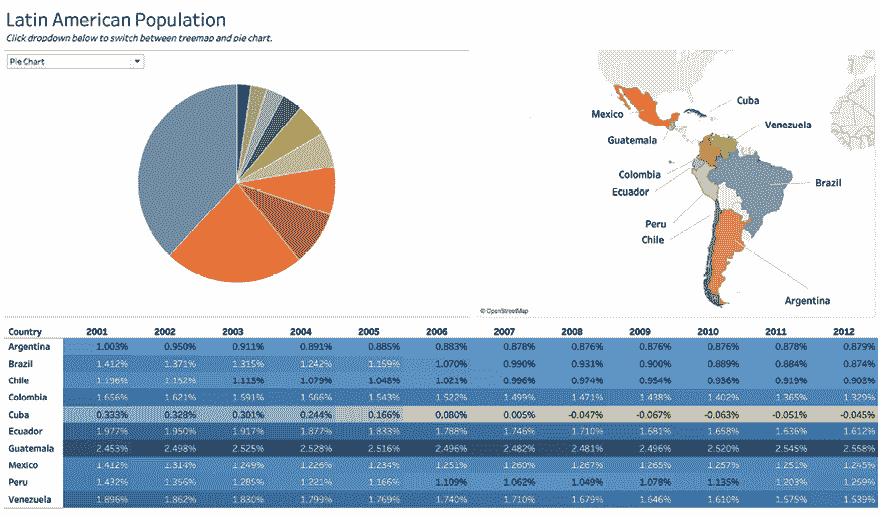 Latin American Population
Click dropdown below to switch between treemap and pie chart.
Pie Chart
Mexico
Cuba
Guatemala
Venezuela
Colombia
Ecuador
Brazil
Peru
Chile
Argentina
© OpenStreetMap
Country 2001 2002 2003 2004 2005 2006 2007 2008 2009 2010 2011 2012
Argentina 1.003% 0.950% 0.911% 0.891% 0.885% 0.883% 0.878% 0.876% 0.876% 0.876% 0.878% 0.879%
Brazil 1.412% 1.371% 1.315% 1.242% 1.159% 1.070% 0.990% 0.931% 0.900% 0.889% 0.884% 0.874%
Chile 1.196% 1.152% 1.113% 1.079% 1.048% 1.021% 0.996% 0.974% 0.954% 0.936% 0.919% 0.903%
Colombia 1.656% 1.621% 1.591% 1.566% 1.543% 1.522% 1.499% 1.471% 1.438% 1.402% 1.365% 1.329%
Cuba 0.333% 0.328% 0.301% 0.244% 0.166% 0.080% 0.005% -0.047% -0.067% -0.063% -0.051% -0.045%
Ecuador 1.977% 1.950% 1.917% 1.877% 1.833% 1.788% 1.746% 1.710% 1.681% 1.658% 1.636% 1.612%
Guatemala 2.453% 2.498% 2.525% 2.528% 2.516% 2.496% 2.482% 2.481% 2.496% 2.520% 2.545% 2.558%
Mexico 1.412% 1.314% 1.249% 1.226% 1.234% 1.251% 1.260% 1.267% 1.265% 1.257% 1.251% 1.245%
Peru 1.432% 1.356% 1.285% 1.221% 1.166% 1.109% 1.062% 1.049% 1.078% 1.135% 1.203% 1.259%
Venezuela 1.896% 1.862% 1.830% 1.799% 1.769% 1.740% 1.710% 1.679% 1.646% 1.610% 1.575% 1.539%